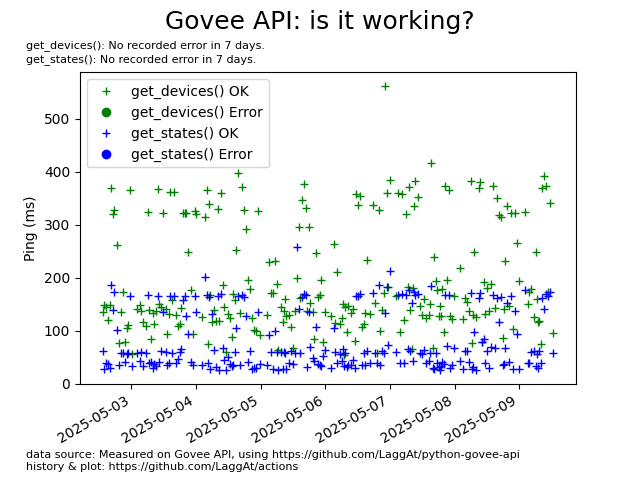 Govee API: is it working?
get_devices(): No recorded error in 7 days.
get_states(): No recorded error in 7 days.
get_devices() OK
get_devices() Error
get_states() OK
get_states() Error
Ping (ms)
500
400
300
200
100
0
2025-05-03
2025-05-04
2025-05-05
2025-05-06
2025-05-07
2025-05-08
2025-05-09
data source: Measured on Govee API, using https://github.com/LaggAt/python-govee-api
history & plot: https://github.com/LaggAt/actions